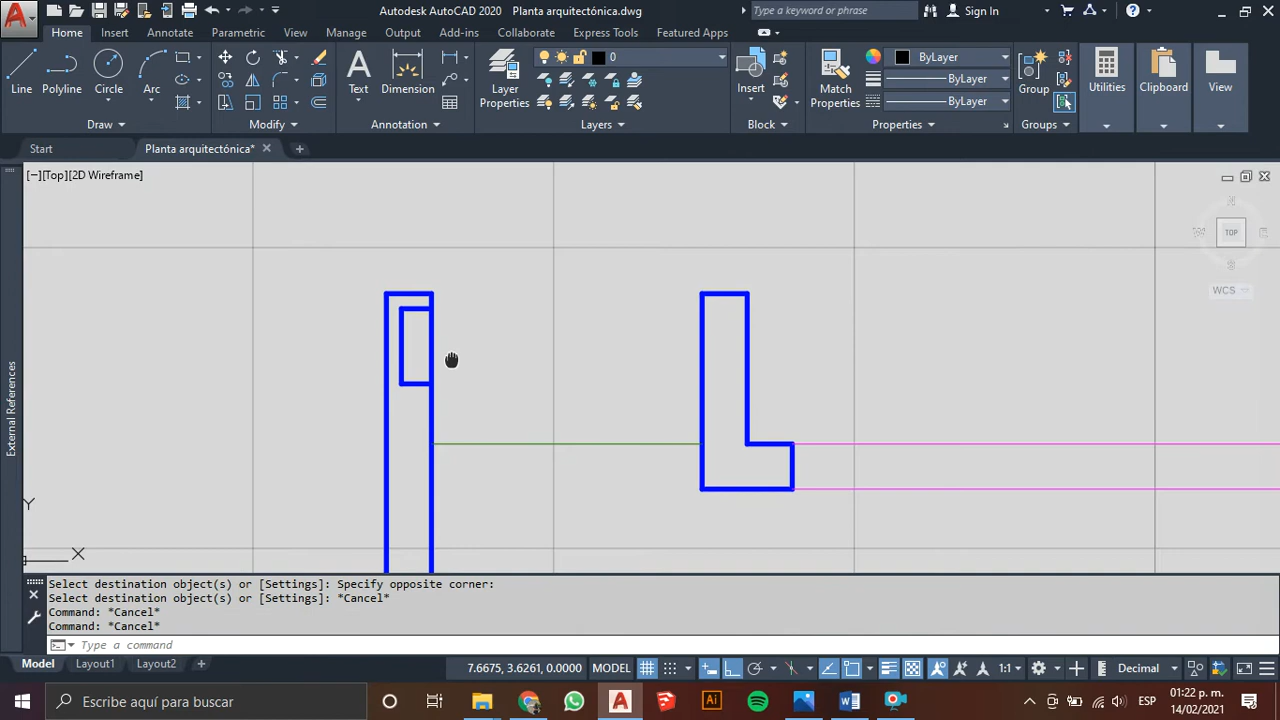 Autodesk AutoCAD 2020 Planta arquitectónica.dwg
Type a keyword or phrase
Sign In
Home Insert Annotate Parametric View Manage Output Add-ins Collaborate Express Tools Featured Apps
0
ByLayer
ByLayer
ByLayer
Line Polyline Circle Arc
Text Dimension
Layer Properties
Insert
Match Properties
Group
Utilities Clipboard View
Draw Modify Annotation Layers Block Properties Groups
Start Planta arquitectónica*
[−][Top][2D Wireframe]
N
W TOP E
S
WCS
External References
Y
X
Select destination object(s) or [Settings]: Specify opposite corner:
Select destination object(s) or [Settings]: *Cancel*
Command: *Cancel*
Command: *Cancel*
Type a command
Model Layout1 Layout2
7.6675, 3.6261, 0.0000 MODEL 1:1 Decimal
Escribe aquí para buscar
ESP
01:22 p. m.
14/02/2021